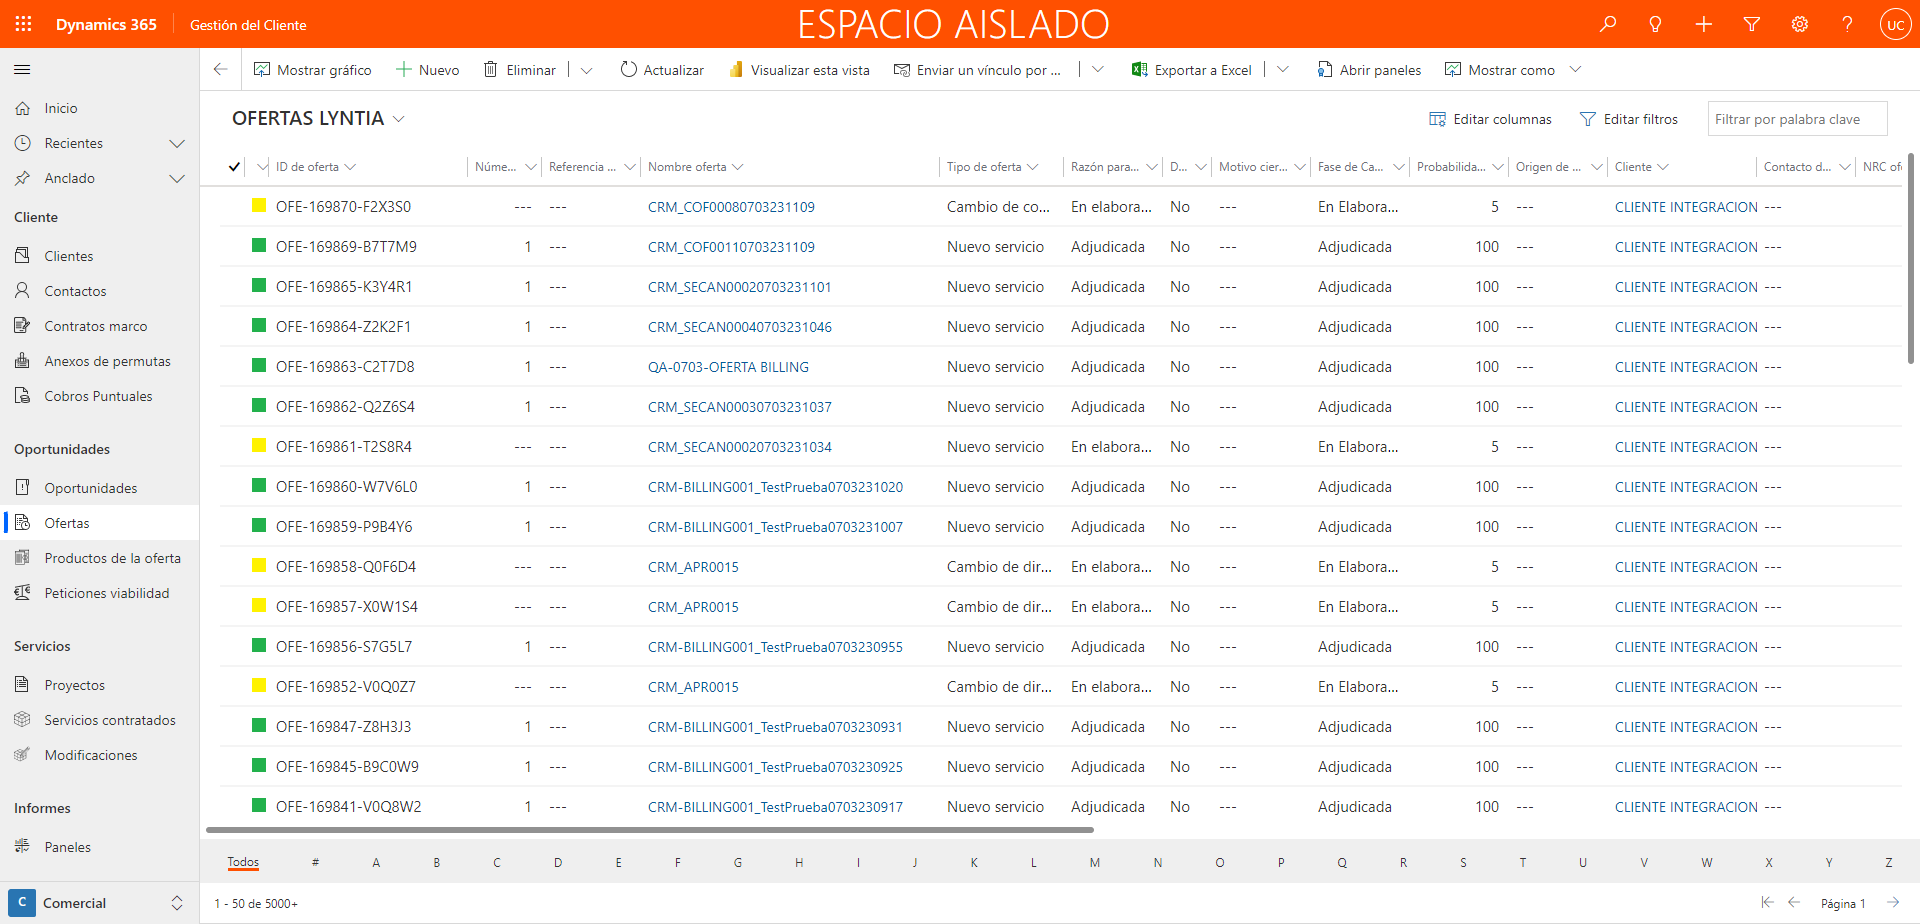 Dynamics 365 Gestión del Cliente ESPACIO AISLADO UC
Mostrar gráfico Nuevo Eliminar Actualizar Visualizar esta vista Enviar un vínculo por ... Exportar a Excel Abrir paneles Mostrar como
Inicio
Recientes
Anclado
Cliente
Clientes
Contactos
Contratos marco
Anexos de permutas
Cobros Puntuales
Oportunidades
Oportunidades
Ofertas
Productos de la oferta
Peticiones viabilidad
Servicios
Proyectos
Servicios contratados
Modificaciones
Informes
Paneles
C Comercial
OFERTAS LYNTIA Editar columnas Editar filtros Filtrar por palabra clave
ID de oferta Núme... Referencia ... Nombre oferta Tipo de oferta Razón para... D... Motivo cier... Fase de Ca... Probabilida... Origen de ... Cliente Contacto d... NRC of
OFE-169870-F2X3S0 --- --- CRM_COF00080703231109 Cambio de co... En elabora... No --- En Elabora... 5 --- CLIENTE INTEGRACION ---
OFE-169869-B7T7M9 1 --- CRM_COF00110703231109 Nuevo servicio Adjudicada No --- Adjudicada 100 --- CLIENTE INTEGRACION ---
OFE-169865-K3Y4R1 1 --- CRM_SECAN00020703231101 Nuevo servicio Adjudicada No --- Adjudicada 100 --- CLIENTE INTEGRACION ---
OFE-169864-Z2K2F1 1 --- CRM_SECAN00040703231046 Nuevo servicio Adjudicada No --- Adjudicada 100 --- CLIENTE INTEGRACION ---
OFE-169863-C2T7D8 1 --- QA-0703-OFERTA BILLING Nuevo servicio Adjudicada No --- Adjudicada 100 --- CLIENTE INTEGRACION ---
OFE-169862-Q2Z6S4 1 --- CRM_SECAN00030703231037 Nuevo servicio Adjudicada No --- Adjudicada 100 --- CLIENTE INTEGRACION ---
OFE-169861-T2S8R4 --- --- CRM_SECAN00020703231034 Nuevo servicio En elabora... No --- En Elabora... 5 --- CLIENTE INTEGRACION ---
OFE-169860-W7V6L0 1 --- CRM-BILLING001_TestPrueba0703231020 Nuevo servicio Adjudicada No --- Adjudicada 100 --- CLIENTE INTEGRACION ---
OFE-169859-P9B4Y6 1 --- CRM-BILLING001_TestPrueba0703231007 Nuevo servicio Adjudicada No --- Adjudicada 100 --- CLIENTE INTEGRACION ---
OFE-169858-Q0F6D4 --- --- CRM_APR0015 Cambio de dir... En elabora... No --- En Elabora... 5 --- CLIENTE INTEGRACION ---
OFE-169857-X0W1S4 --- --- CRM_APR0015 Cambio de dir... En elabora... No --- En Elabora... 5 --- CLIENTE INTEGRACION ---
OFE-169856-S7G5L7 1 --- CRM-BILLING001_TestPrueba0703230955 Nuevo servicio Adjudicada No --- Adjudicada 100 --- CLIENTE INTEGRACION ---
OFE-169852-V0Q0Z7 --- --- CRM_APR0015 Cambio de dir... En elabora... No --- En Elabora... 5 --- CLIENTE INTEGRACION ---
OFE-169847-Z8H3J3 1 --- CRM-BILLING001_TestPrueba0703230931 Nuevo servicio Adjudicada No --- Adjudicada 100 --- CLIENTE INTEGRACION ---
OFE-169845-B9C0W9 1 --- CRM-BILLING001_TestPrueba0703230925 Nuevo servicio Adjudicada No --- Adjudicada 100 --- CLIENTE INTEGRACION ---
OFE-169841-V0Q8W2 1 --- CRM-BILLING001_TestPrueba0703230917 Nuevo servicio Adjudicada No --- Adjudicada 100 --- CLIENTE INTEGRACION ---
Todos # A B C D E F G H I J K L M N O P Q R S T U V W X Y Z
1 - 50 de 5000+ Página 1